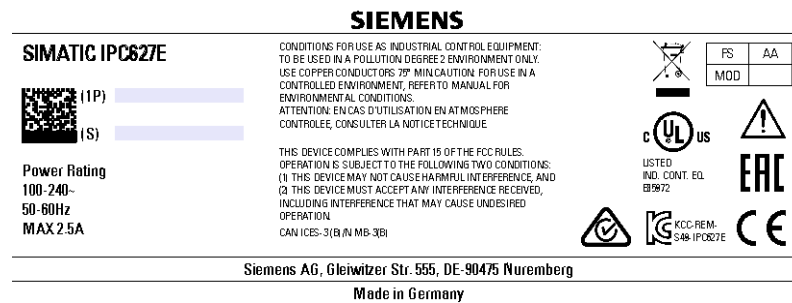 SIEMENS
SIMATIC IPC627E
(1P)
(S)
Power Rating
100-240~
50-60Hz
MAX 2.5A
CONDITIONS FOR USE AS INDUSTRIAL CONTROL EQUIPMENT:
TO BE USED IN A POLLUTION DEGREE 2 ENVIRONMENT ONLY.
USE COPPER CONDUCTORS 75° MIN.CAUTION: FOR USE IN A
CONTROLLED ENVIRONMENT, REFER TO MANUAL FOR
ENVIRONMENTAL CONDITIONS.
ATTENTION: EN CAS D'UTILISATION EN ATMOSPHERE
CONTROLEE, CONSULTER LA NOTICE TECHNIQUE.
THIS DEVICE COMPLIES WITH PART 15 OF THE FCC RULES.
OPERATION IS SUBJECT TO THE FOLLOWING TWO CONDITIONS:
(1) THIS DEVICE MAY NOT CAUSE HARMFUL INTERFERENCE, AND
(2) THIS DEVICE MUST ACCEPT ANY INTERFERENCE RECEIVED,
INCLUDING INTERFERENCE THAT MAY CAUSE UNDESIRED
OPERATION.
CAN ICES-3(B)/NMB-3(B)
FS AA
MOD
C UL US
LISTED
IND. CONT. EQ.
EAC
KCC-REM-
S49-IPC627E
CE
Siemens AG, Gleiwitzer Str. 555, DE-90475 Nuremberg
Made in Germany